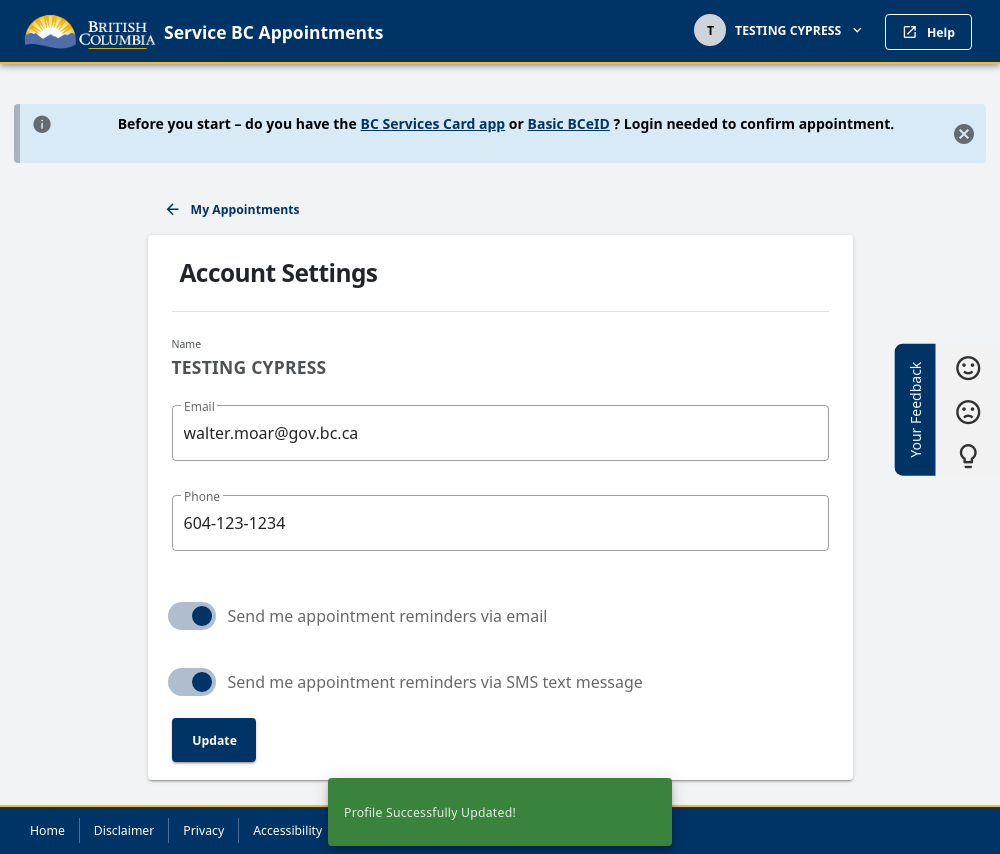 BRITISH
COLUMBIA
Service BC Appointments
T
TESTING CYPRESS
Help
Before you start – do you have the BC Services Card app or Basic BCeID ? Login needed to confirm appointment.
My Appointments
Account Settings
Name
TESTING CYPRESS
Email
walter.moar@gov.bc.ca
Phone
604-123-1234
Send me appointment reminders via email
Send me appointment reminders via SMS text message
Update
Your Feedback
Profile Successfully Updated!
Home
Disclaimer
Privacy
Accessibility